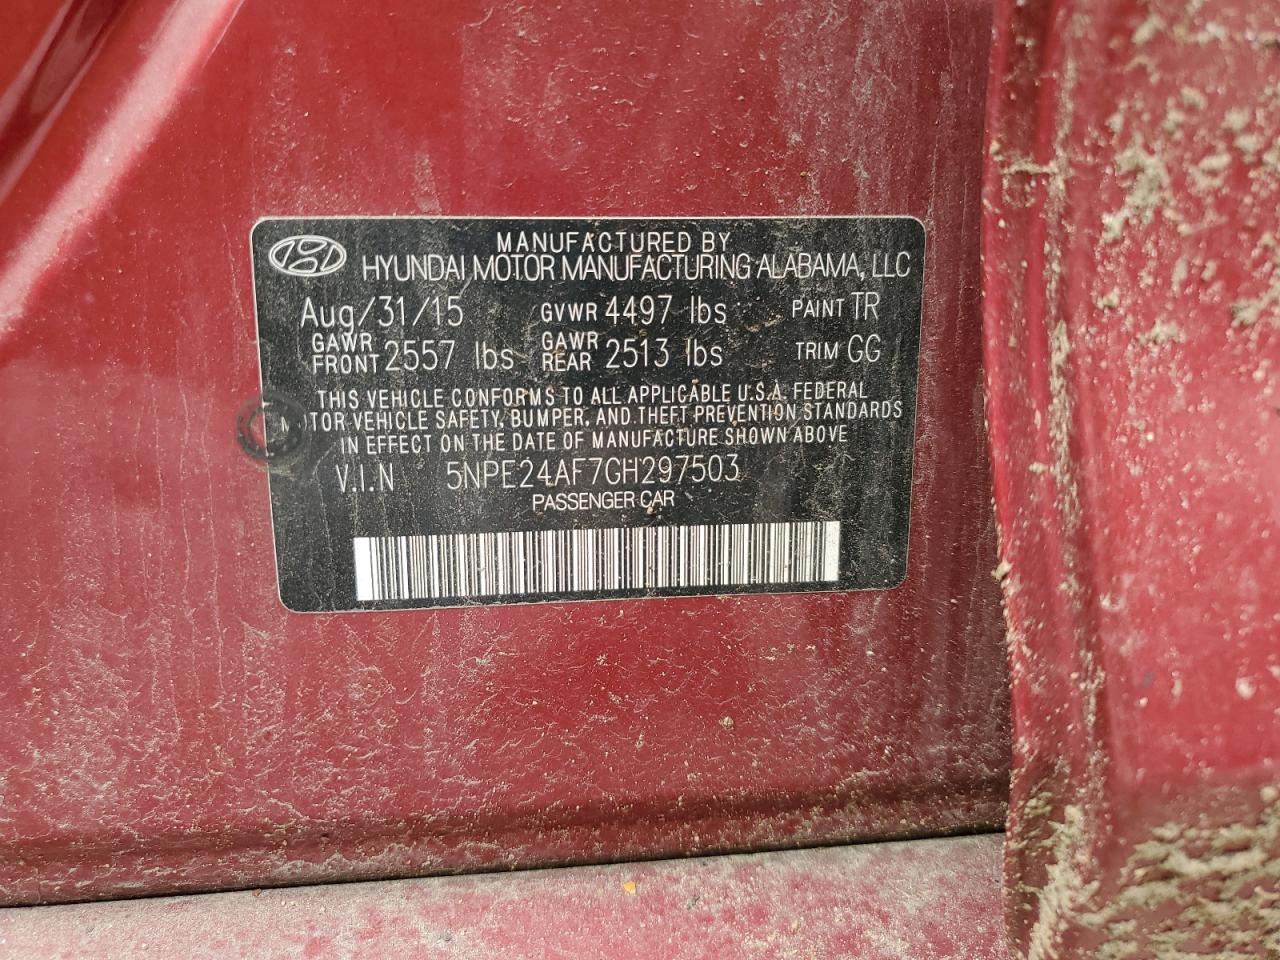 MANUFACTURED BY
HYUNDAI MOTOR MANUFACTURING ALABAMA, LLC
Aug/31/15 GVWR 4497 lbs PAINT TR
GAWR FRONT 2557 lbs GAWR REAR 2513 lbs TRIM GG
THIS VEHICLE CONFORMS TO ALL APPLICABLE U.S.A. FEDERAL
MOTOR VEHICLE SAFETY, BUMPER, AND THEFT PREVENTION STANDARDS
IN EFFECT ON THE DATE OF MANUFACTURE SHOWN ABOVE
V.I.N 5NPE24AF7GH297503
PASSENGER CAR